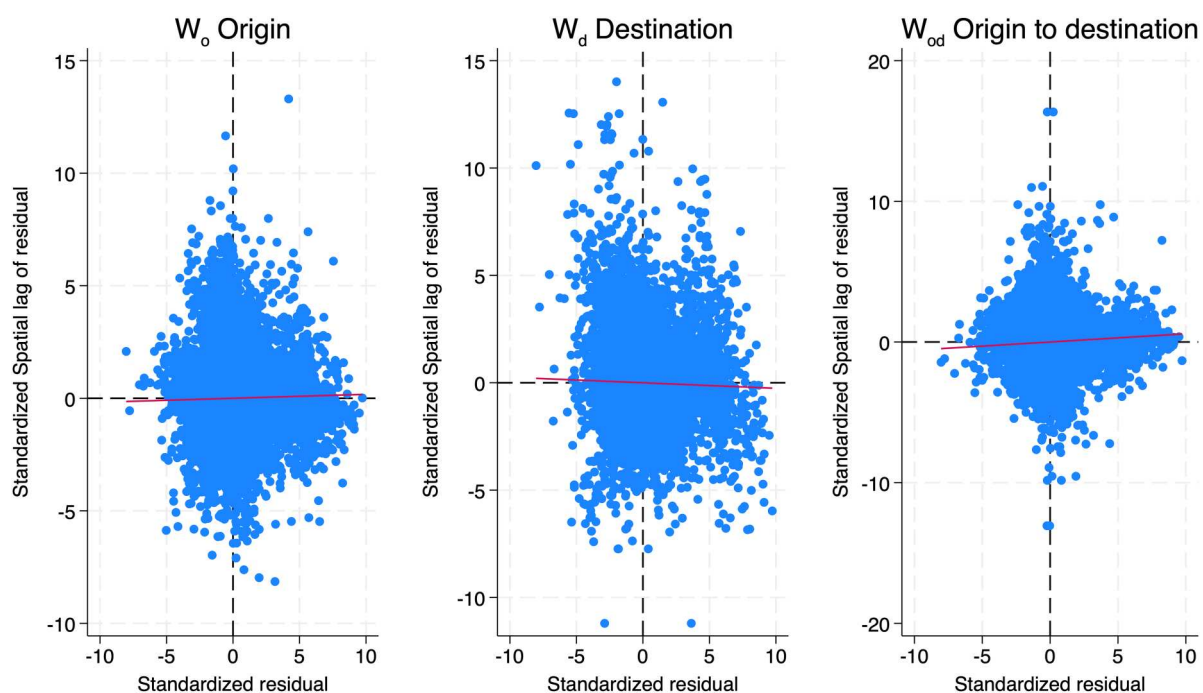 W_o Origin
15
10
5
0
-5
-10
-10 -5 0 5 10
Standardized Spatial lag of residual
Standardized residual
W_d Destination
15
10
5
0
-5
-10
-10 -5 0 5 10
Standardized Spatial lag of residual
Standardized residual
W_od Origin to destination
20
10
0
-10
-20
-10 -5 0 5 10
Standardized Spatial lag of residual
Standardized residual